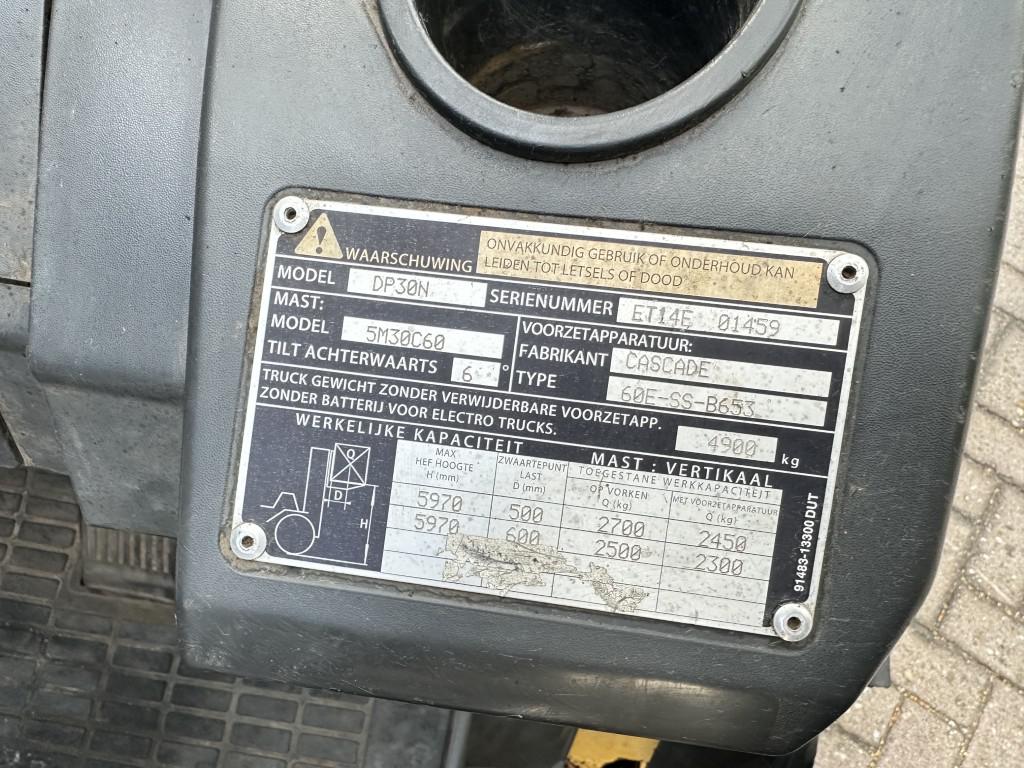 WAARSCHUWING
ONVAKKUNDIG GEBRUIK OF ONDERHOUD KAN
LEIDEN TOT LETSELS OF DOOD
MODEL DP30N SERIENUMMER ET14E 01459
MAST:
MODEL 5M30C60
TILT ACHTERWAARTS 6 °
VOORZETAPPARATUUR:
FABRIKANT CASCADE
TYPE 60F-SS-B653
TRUCK GEWICHT ZONDER VERWIJDERBARE VOORZETAPP.
ZONDER BATTERIJ VOOR ELECTRO TRUCKS.
4900 kg
WERKELIJKE KAPACITEIT MAST : VERTIKAAL
MAX
HEF HOOGTE
H (mm)
ZWAARTEPUNT
LAST
D (mm)
TOEGESTANE WERKKAPACITEIT
OP VORKEN
Q (kg)
MET VOORZETAPPARATUUR
Q (kg)
5970 500 2700 2450
5970 600 2500 2300
Q
D
H
91483-13300 DUT